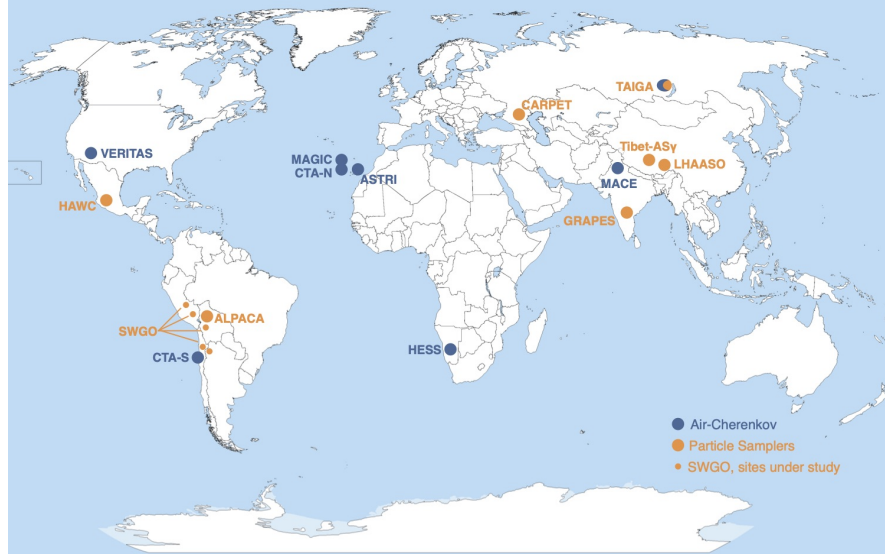 TAIGA
CARPET
Tibet-ASγ
VERITAS
MAGIC
CTA-N
ASTRI
LHAASO
MACE
HAWC
GRAPES
ALPACA
SWGO
CTA-S
HESS
Air-Cherenkov
Particle Samplers
SWGO, sites under study